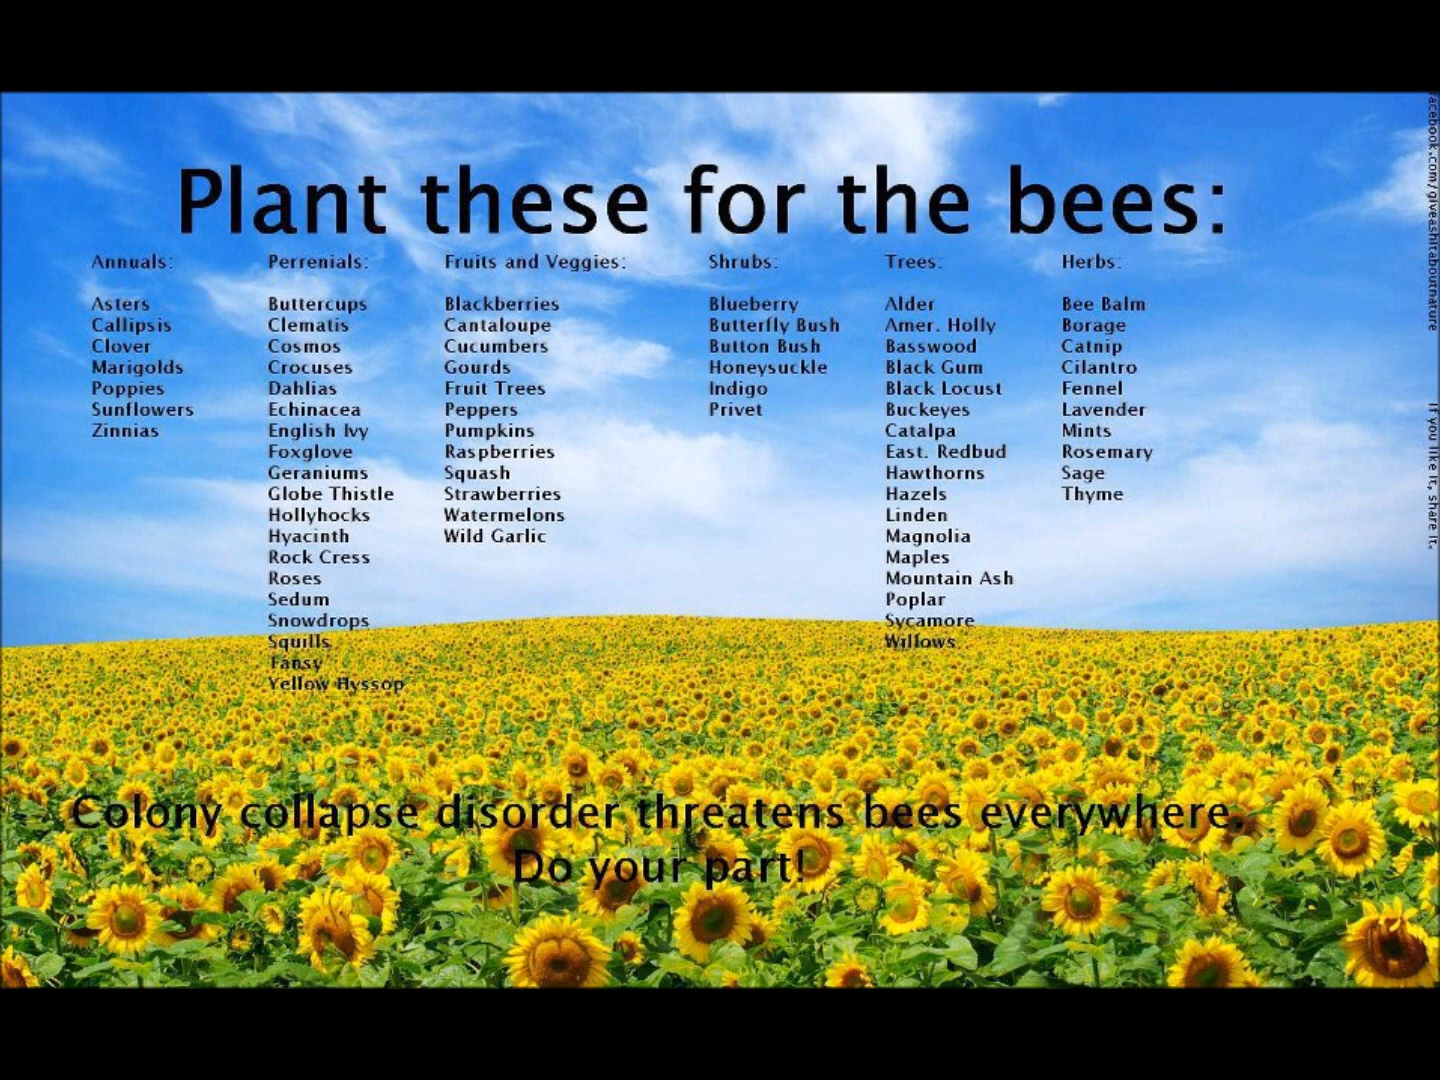 Plant these for the bees:
Annuals:
Asters
Callipsis
Clover
Marigolds
Poppies
Sunflowers
Zinnias
Perrenials:
Buttercups
Clematis
Cosmos
Crocuses
Dahlias
Echinacea
English Ivy
Foxglove
Geraniums
Globe Thistle
Hollyhocks
Hyacinth
Rock Cress
Roses
Sedum
Snowdrops
Squills
Tansy
Yellow Hyssop
Fruits and Veggies:
Blackberries
Cantaloupe
Cucumbers
Gourds
Fruit Trees
Peppers
Pumpkins
Raspberries
Squash
Strawberries
Watermelons
Wild Garlic
Shrubs:
Blueberry
Butterfly Bush
Button Bush
Honeysuckle
Indigo
Privet
Trees:
Alder
Amer. Holly
Basswood
Black Gum
Black Locust
Buckeyes
Catalpa
East. Redbud
Hawthorns
Hazels
Linden
Magnolia
Maples
Mountain Ash
Poplar
Sycamore
Willows
Herbs:
Bee Balm
Borage
Catnip
Cilantro
Fennel
Lavender
Mints
Rosemary
Sage
Thyme
Colony collapse disorder threatens bees everywhere.
Do your part!
facebook.com/giveashitaboutnature If you like it, share it.